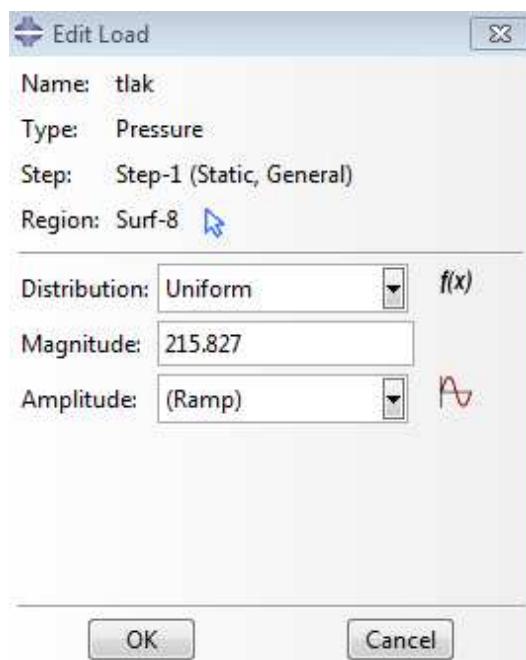 Edit Load
Name: tlak
Type: Pressure
Step: Step-1 (Static, General)
Region: Surf-8
Distribution: Uniform f(x)
Magnitude: 215.827
Amplitude: (Ramp)
OK Cancel